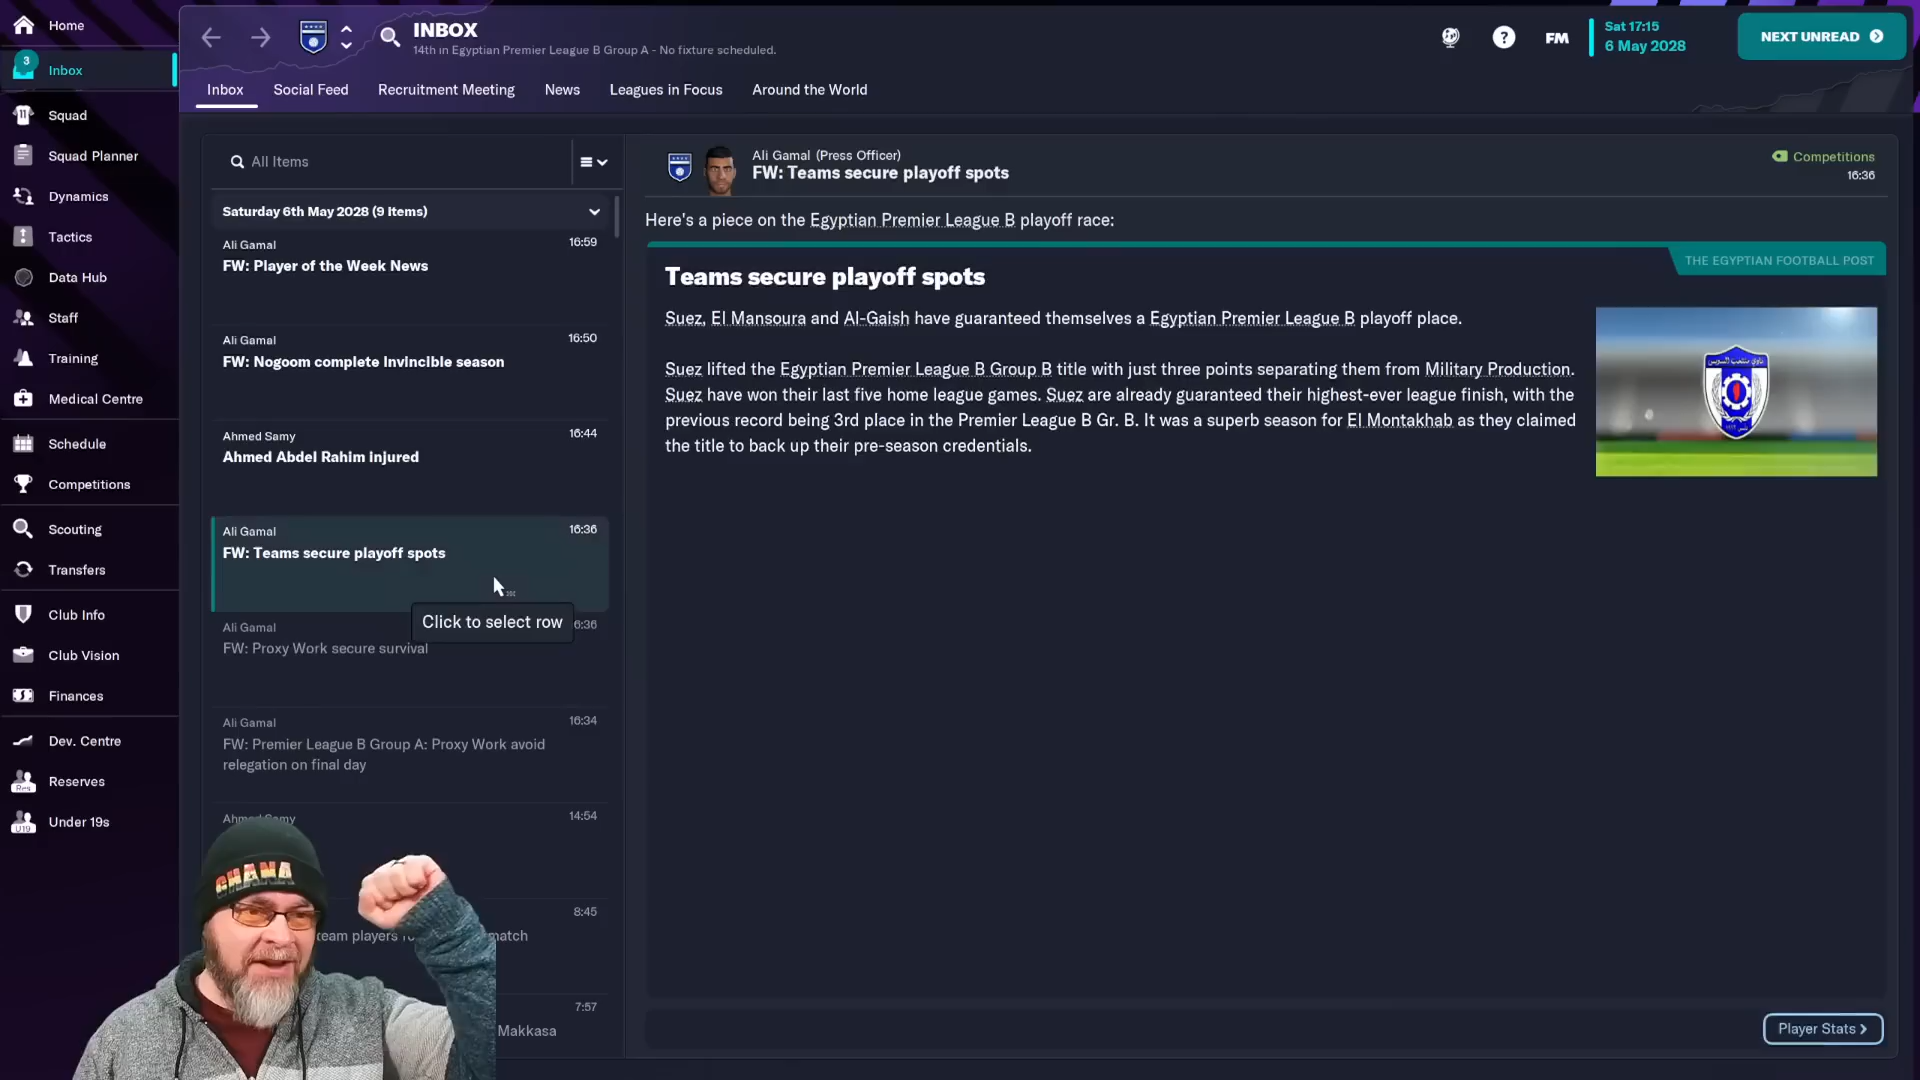 Home
3
Inbox
Squad
Squad Planner
Dynamics
Tactics
Data Hub
Staff
Training
Medical Centre
Schedule
Competitions
Scouting
Transfers
Club Info
Club Vision
Finances
Dev. Centre
Reserves
Under 19s
INBOX
14th in Egyptian Premier League B Group A - No fixture scheduled.
FM
Sat 17:15
6 May 2028
NEXT UNREAD
Inbox Social Feed Recruitment Meeting News Leagues in Focus Around the World
All Items
Saturday 6th May 2028 (9 Items)
Ali Gamal 16:59
FW: Player of the Week News
Ali Gamal 16:50
FW: Nogoom complete Invincible season
Ahmed Samy 16:44
Ahmed Abdel Rahim injured
Ali Gamal 16:36
FW: Teams secure playoff spots
Click to select row
Ali Gamal 6:36
FW: Proxy Work secure survival
Ali Gamal 16:34
FW: Premier League B Group A: Proxy Work avoid
relegation on final day
14:54
8:45
team players match
7:57
Makkasa
GHANA
Ali Gamal (Press Officer)
FW: Teams secure playoff spots
Competitions
16:36
Here's a piece on the Egyptian Premier League B playoff race:
THE EGYPTIAN FOOTBALL POST
Teams secure playoff spots
Suez, El Mansoura and Al-Gaish have guaranteed themselves a Egyptian Premier League B playoff place.
Suez lifted the Egyptian Premier League B Group B title with just three points separating them from Military Production.
Suez have won their last five home league games. Suez are already guaranteed their highest-ever league finish, with the
previous record being 3rd place in the Premier League B Gr. B. It was a superb season for El Montakhab as they claimed
the title to back up their pre-season credentials.
Player Stats